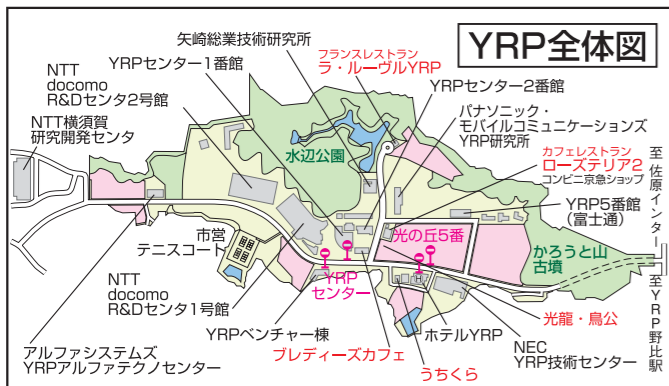 YRP全体図
矢崎総業技術研究所
フランスレストラン
ラ・ルーヴルYRP
YRPセンター1番館
YRPセンター2番館
NTT
docomo
R&Dセンタ2号館
パナソニック・
モバイルコミュニケーションズ
YRP研究所
NTT横須賀
研究開発センタ
水辺公園
カフェレストラン
ローズテリア2
コンビニ京急ショップ
至佐原インター
YRP5番館
(富士通)
光の丘5番
市営
テニスコート
かろうと山
古墳
YRP
センター
NTT
docomo
R&Dセンタ1号館
至YRP野比駅
YRPベンチャー棟
ホテルYRP
光龍・鳥公
アルファシステムズ
YRPアルファテクノセンター
ブレディーズカフェ
うちくら
NEC
YRP技術センター